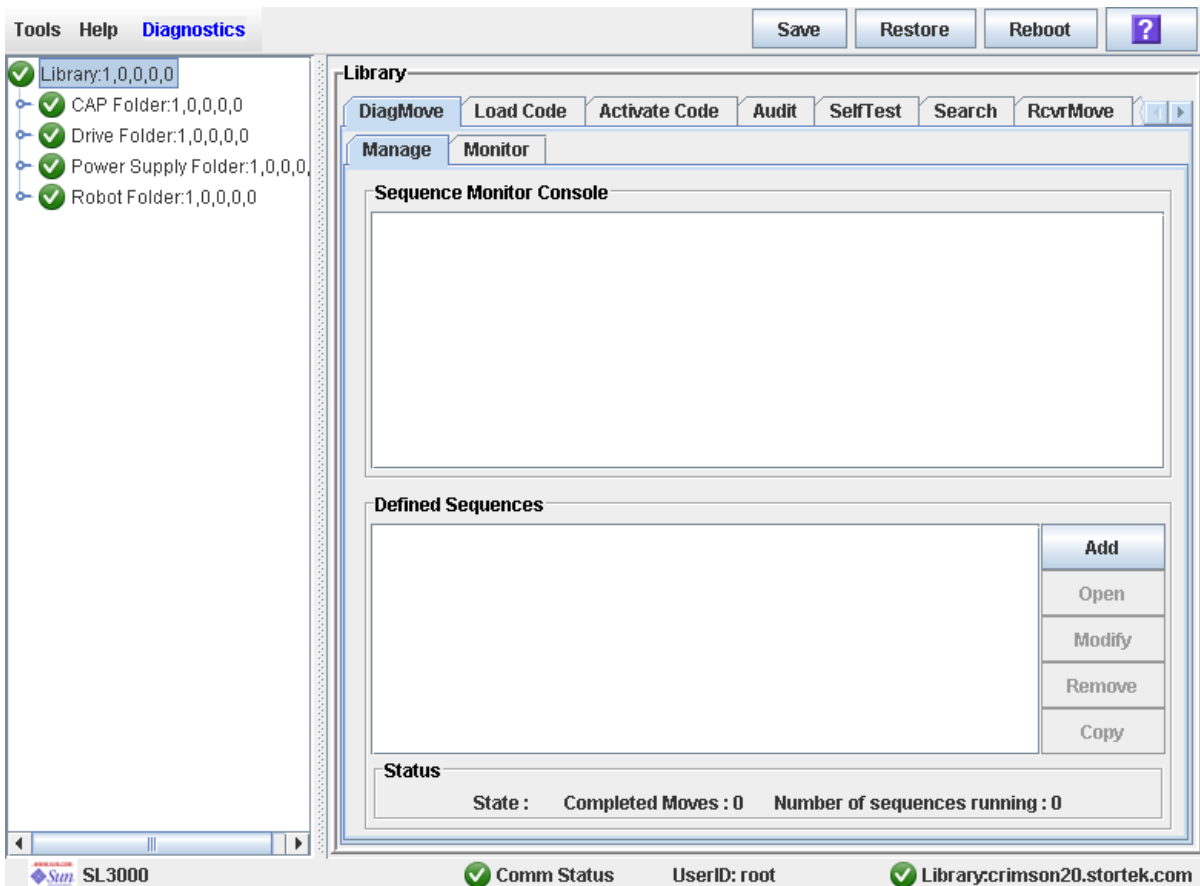 Tools Help Diagnostics Save Restore Reboot ?
Library:1,0,0,0,0
CAP Folder:1,0,0,0,0
Drive Folder:1,0,0,0,0
Power Supply Folder:1,0,0,0,
Robot Folder:1,0,0,0,0
Library
DiagMove Load Code Activate Code Audit SelfTest Search RcvrMove
Manage Monitor
Sequence Monitor Console
Defined Sequences
Add
Open
Modify
Remove
Copy
Status
State : Completed Moves : 0 Number of sequences running : 0
Sun SL3000 Comm Status UserID: root Library:crimson20.stortek.com